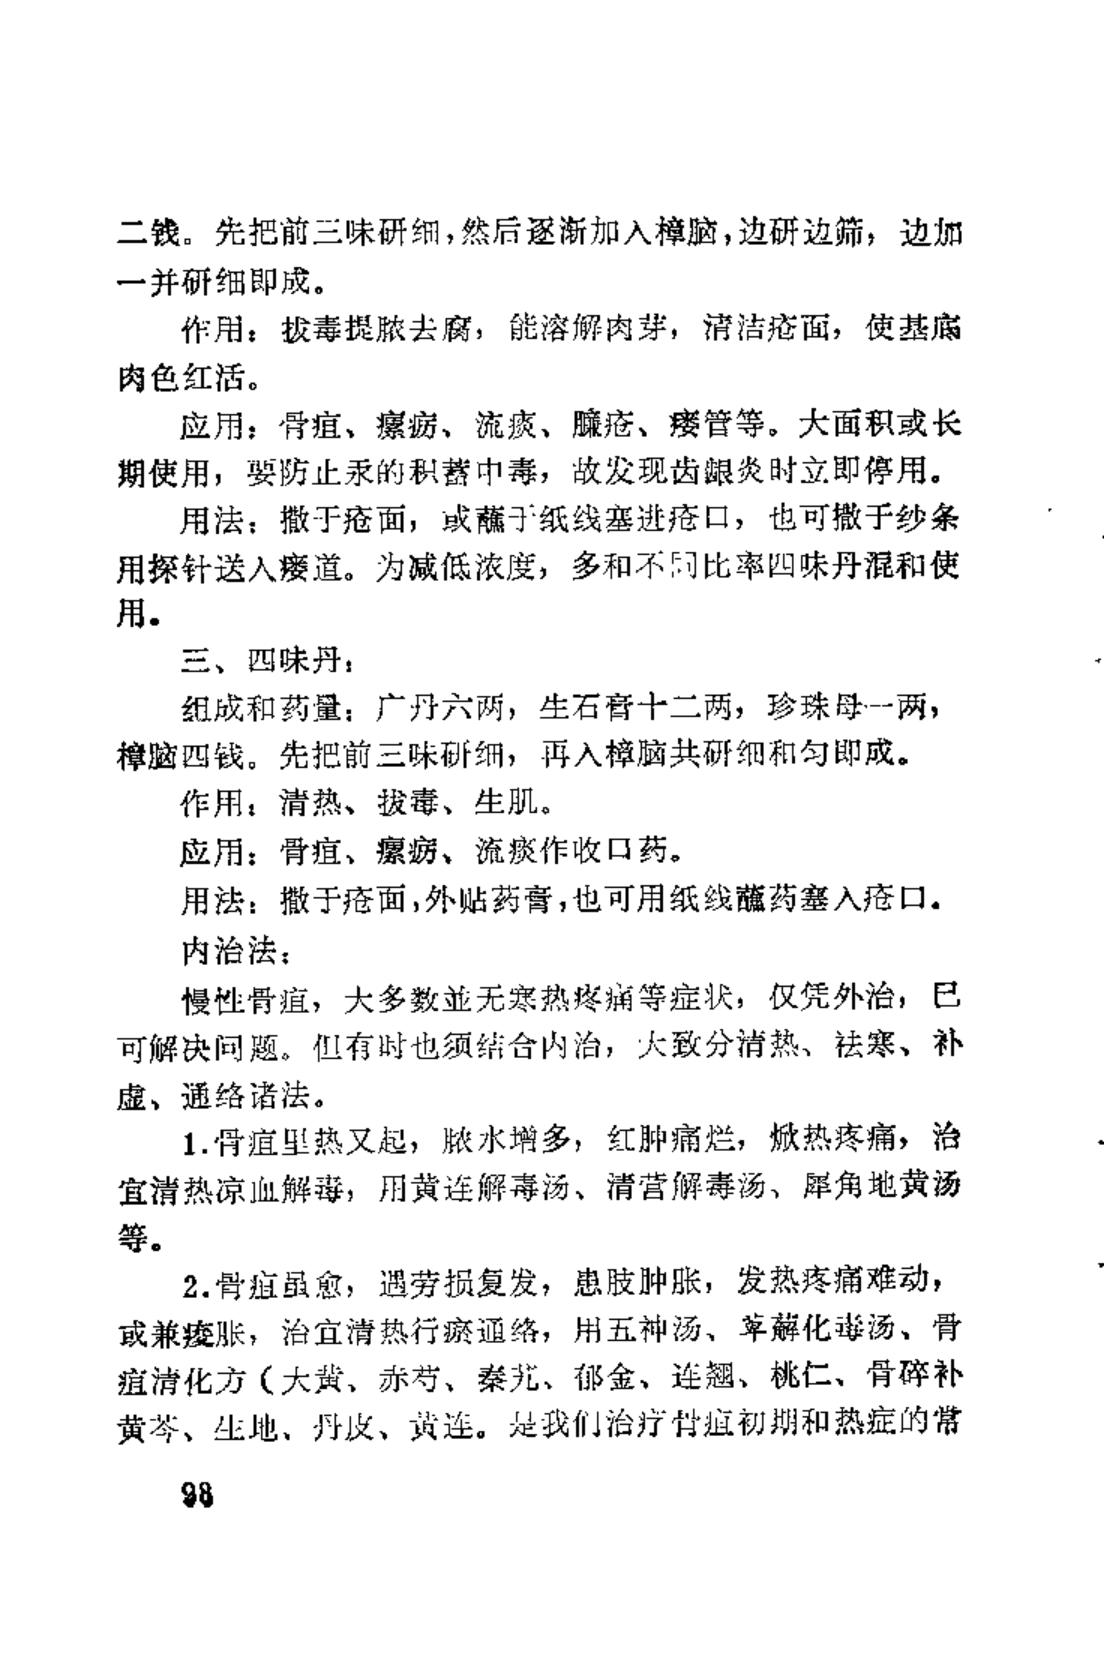 二钱。先把前三味研细，然后逐渐加入樟脑，边研边筛，边加
一并研细即成。
作用：拔毒提脓去腐，能溶解肉芽，清洁疮面，使基底
肉色红活。
应用：骨疽、瘰疬、流痰、臁疮、瘘管等。大面积或长
期使用，要防止汞的积蓄中毒，故发现齿龈炎时立即停用。
用法：撒于疮面，或蘸于纸线塞进疮口，也可撒于纱条
用探针送入瘘道。为减低浓度，多和不同比率四味丹混和使
用。
三、四味丹：
组成和药量：广丹六两，生石膏十二两，珍珠母一两，
樟脑四钱。先把前三味研细，再入樟脑共研细和匀即成。
作用：清热、拔毒、生肌。
应用：骨疽、瘰疬、流痰作收口药。
用法：撒于疮面，外贴药膏，也可用纸线蘸药塞入疮口。
内治法：
慢性骨疽，大多数並无寒热疼痛等症状，仅凭外治，巳
可解决问题。但有时也须结合内治，大致分清热、祛寒、补
虚、通络诸法。
1.骨疽里热又起，脓水增多，红肿痛烂，焮热疼痛，治
宜清热凉血解毒，用黄连解毒汤、清营解毒汤、犀角地黄汤
等。
2.骨疽虽愈，遇劳损复发，患肢肿胀，发热疼痛难动，
或兼痠胀，治宜清热行瘀通络，用五神汤、萆薢化毒汤、骨
疽清化方（大黄、赤芍、秦艽、郁金、连翘、桃仁、骨碎补
黄芩、生地、丹皮、黄连。是我们治疗骨疽初期和热症的常
98